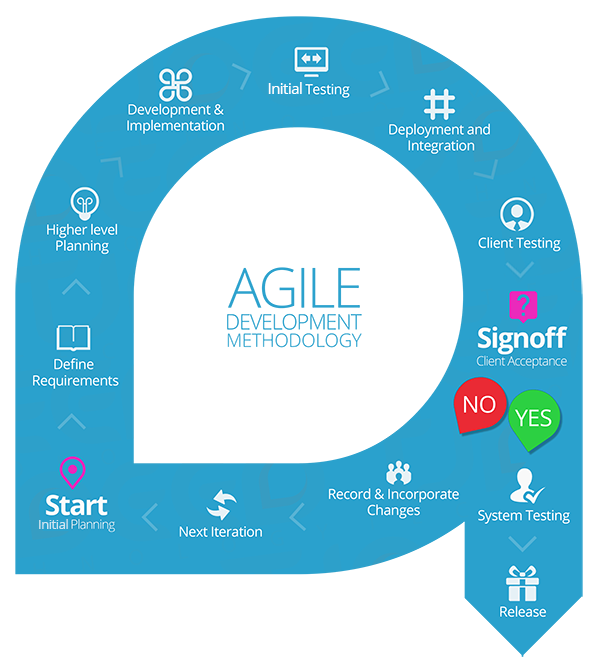 AGILE
DEVELOPMENT
METHODOLOGY
Start
Initial Planning
Define
Requirements
Higher level
Planning
Development &
Implementation
Initial Testing
Deployment and
Integration
Client Testing
?
Signoff
Client Acceptance
NO
YES
System Testing
Release
Record & Incorporate
Changes
Next Iteration